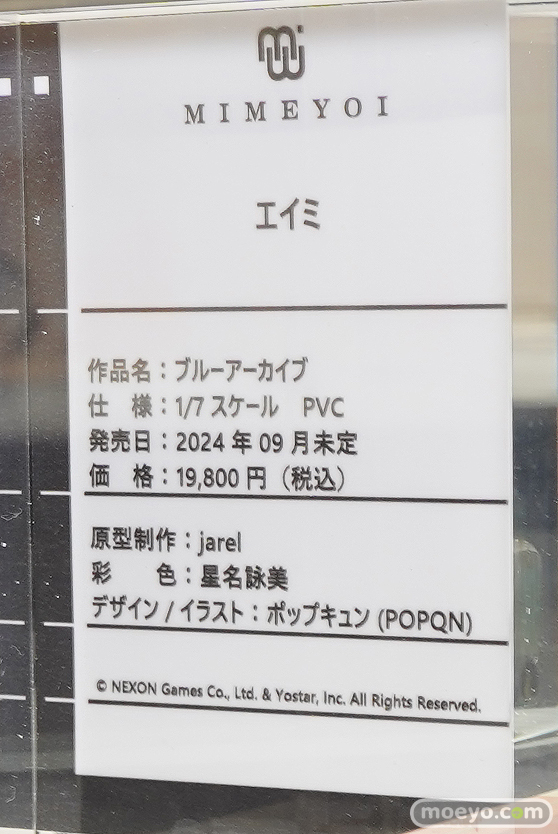 MIMEYOI
エイミ
作品名：ブルーアーカイブ
仕　様：1/7 スケール　PVC
発売日：2024 年 09 月未定
価　格：19,800 円（税込）
原型制作：jarel
彩　　色：星名詠美
デザイン / イラスト：ポップキュン (POPQN)
© NEXON Games Co., Ltd. & Yostar, Inc. All Rights Reserved.
moeyo.com